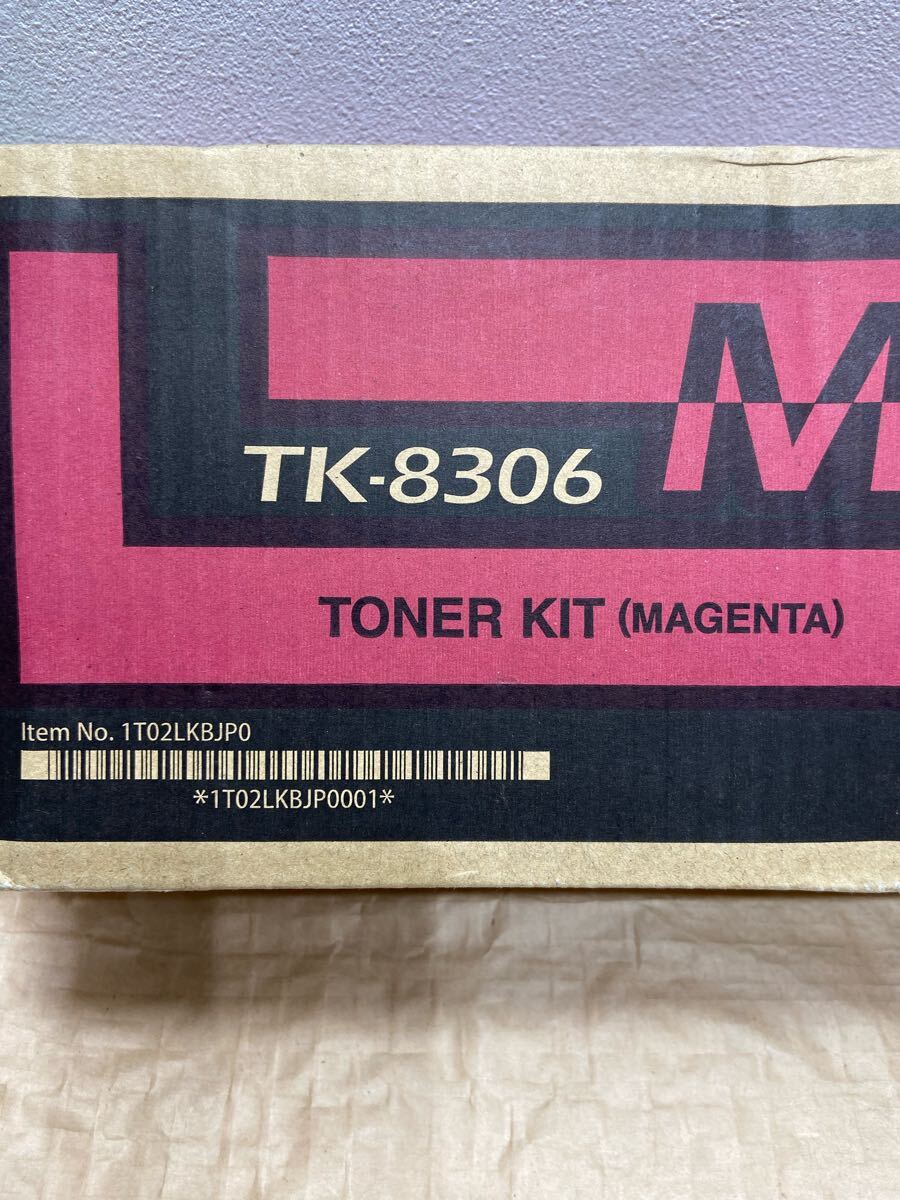 M
TK-8306
TONER KIT (MAGENTA)
Item No. 1T02LKBJP0
*1T02LKBJP0001*